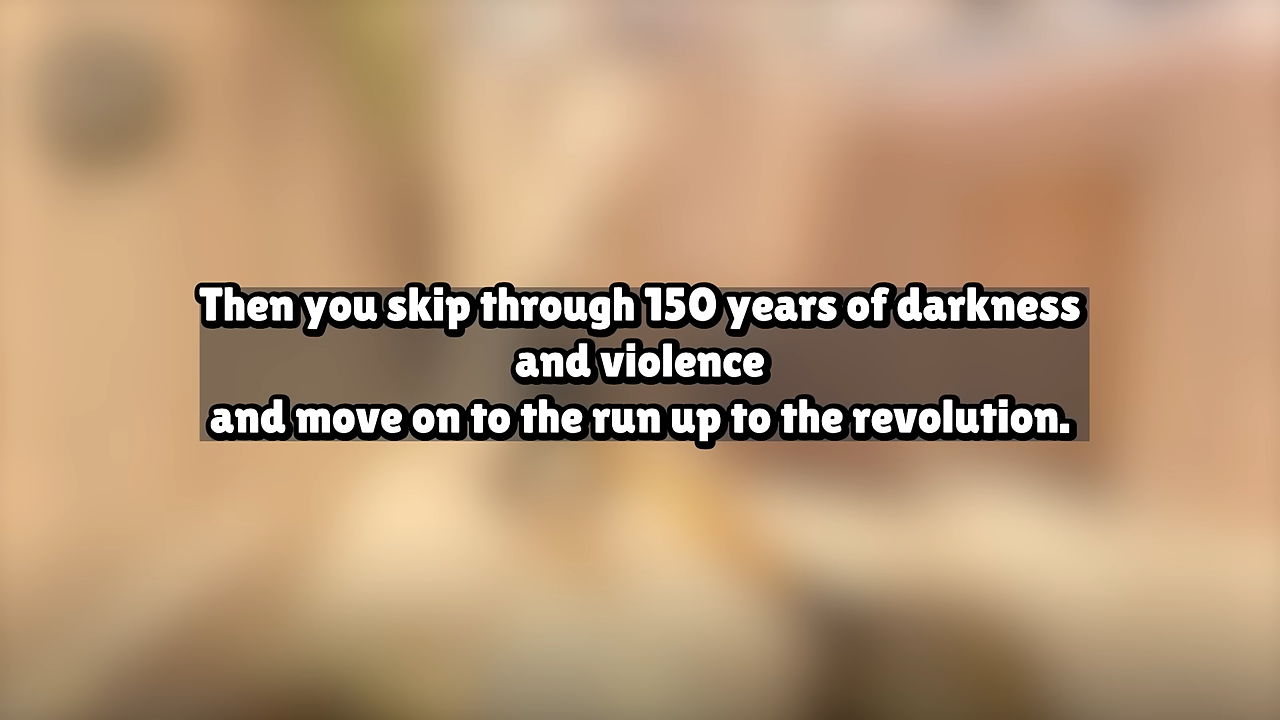 Then you skip through 150 years of darkness
and violence
and move on to the run up to the revolution.